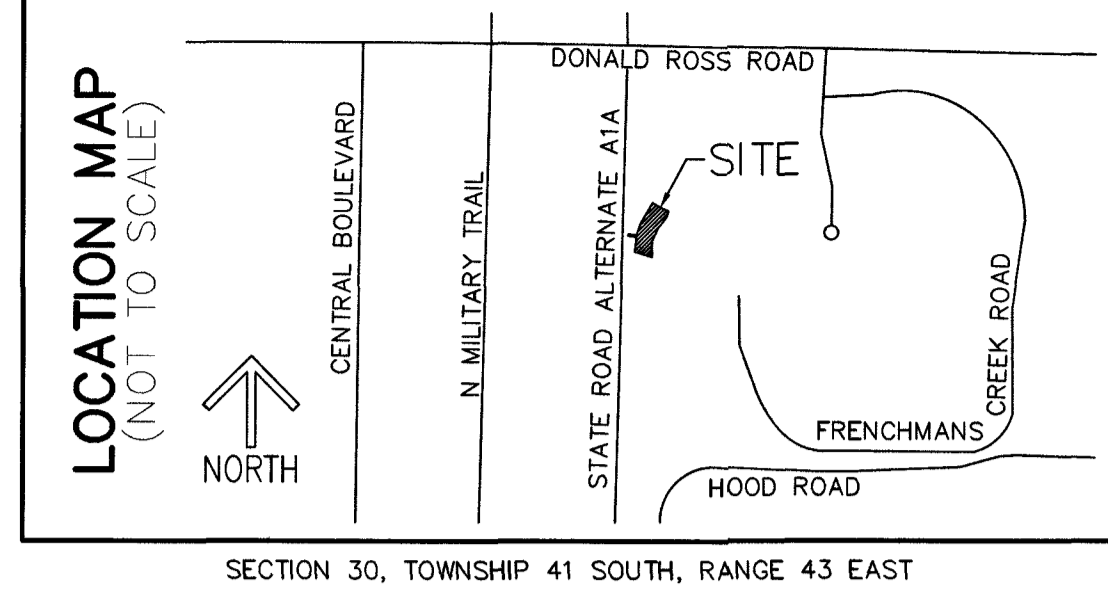 LOCATION MAP
(NOT TO SCALE)
NORTH
CENTRAL BOULEVARD
N MILITARY TRAIL
STATE ROAD ALTERNATE A1A
DONALD ROSS ROAD
SITE
FRENCHMANS
CREEK ROAD
HOOD ROAD
SECTION 30, TOWNSHIP 41 SOUTH, RANGE 43 EAST